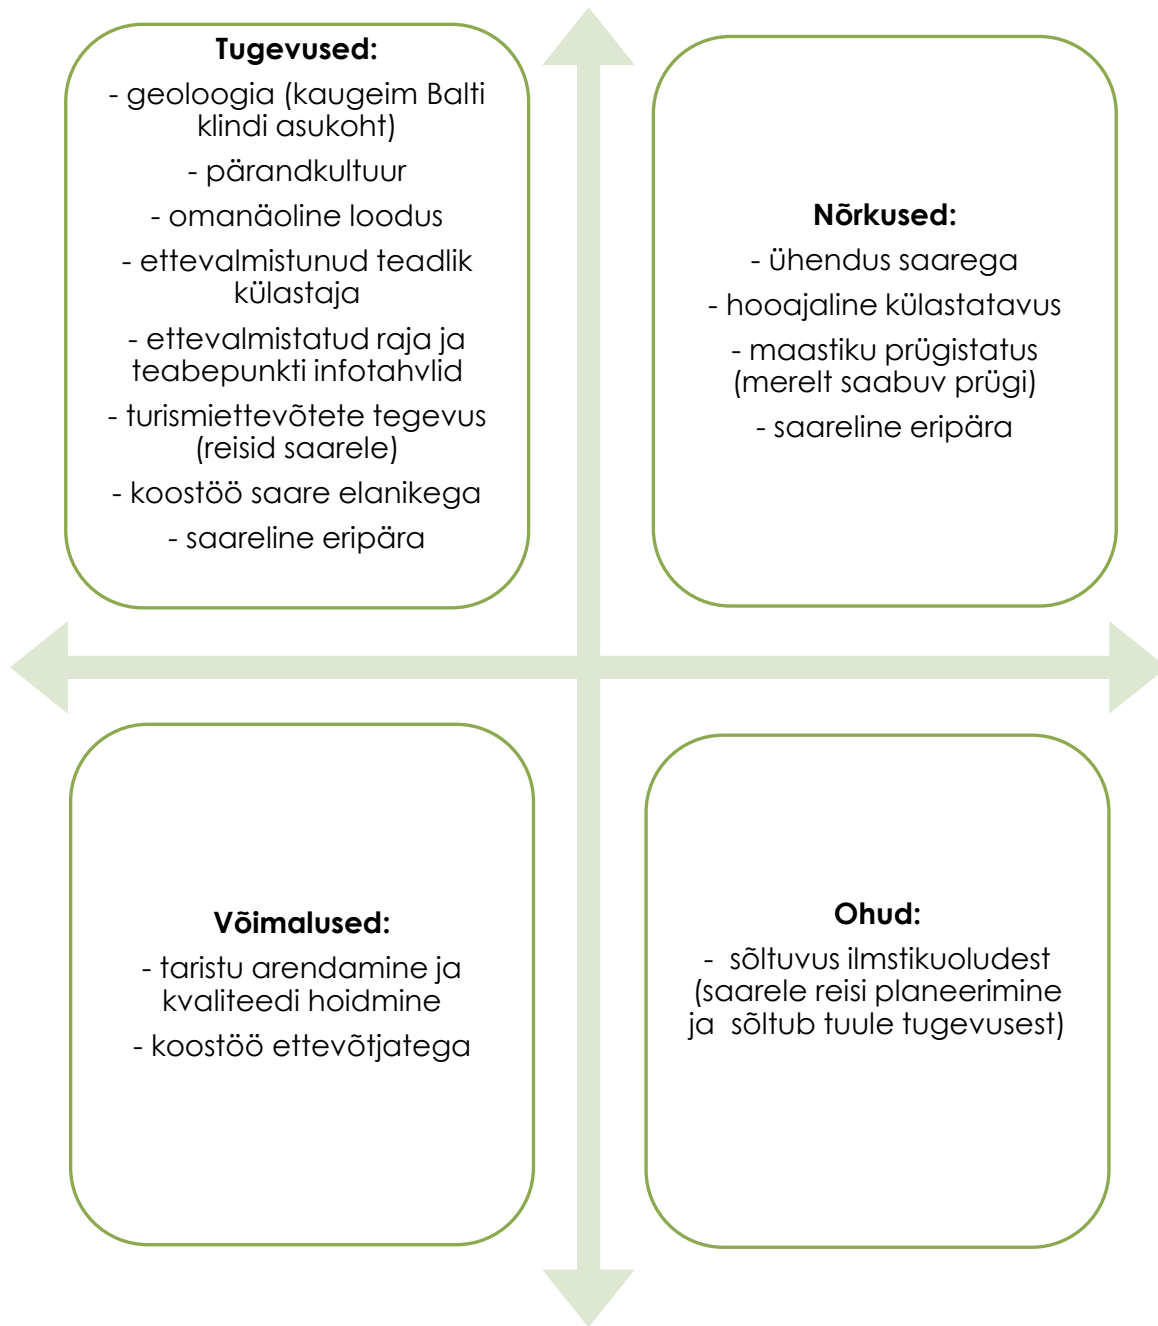 Tugevused:
- geoloogia (kaugeim Balti
klindi asukoht)
- pärandkultuur
- omanäoline loodus
- ettevalmistunud teadlik
külastaja
- ettevalmistatud raja ja
teabepunkti infotahvlid
- turismiettevõtete tegevus
(reisid saarele)
- koostöö saare elanikega
- saareline eripära
Nõrkused:
- ühendus saarega
- hooajaline külastatavus
- maastiku prügistatus
(merelt saabuv prügi)
- saareline eripära
Võimalused:
- taristu arendamine ja
kvaliteedi hoidmine
- koostöö ettevõtjatega
Ohud:
- sõltuvus ilmstikuoludest
(saarele reisi planeerimine
ja sõltub tuule tugevusest)